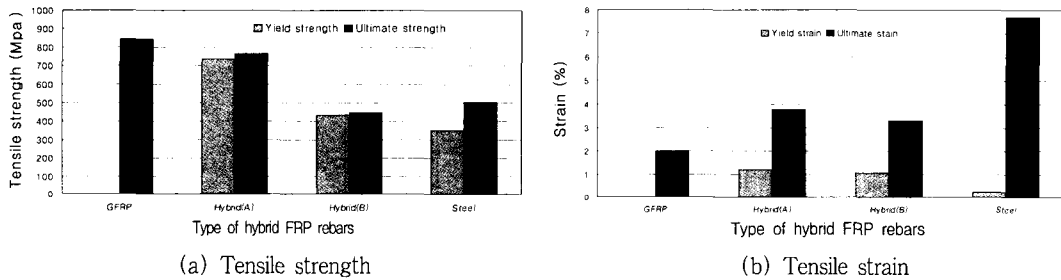 1000
900
800
700
600
500
400
300
200
100
0
Tensile strength (Mpa)
Yield strength
Ultimate strength
GFRP
Hybrid(A)
Hybrid(B)
Steel
Type of hybrid FRP rebars
(a) Tensile strength
8
7
6
5
4
3
2
1
0
Strain (%)
Yield strain
Ultimate stain
GFRP
Hybrid(A)
Hybrid(B)
Steel
Type of hybrid FRP rebars
(b) Tensile strain